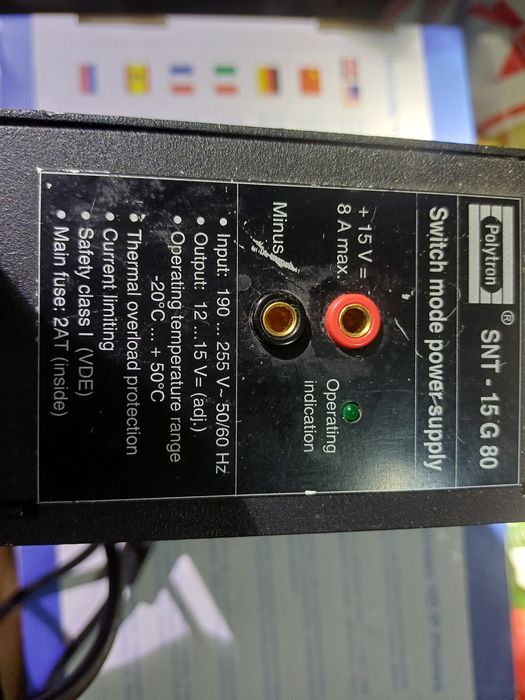 Polytron
®
SNT - 15 G 80
Switch mode power supply
+ 15 V =
8 A max.
Minus
Operating
indication
• Input: 190 ... 255 V~ 50/60 Hz
• Output: 12 ...15 V= (adj.)
• Operating temperature range
-20°C ... + 50°C
• Thermal overload protection
• Current limiting
• Safety class I (VDE)
• Main fuse: 2AT (inside)